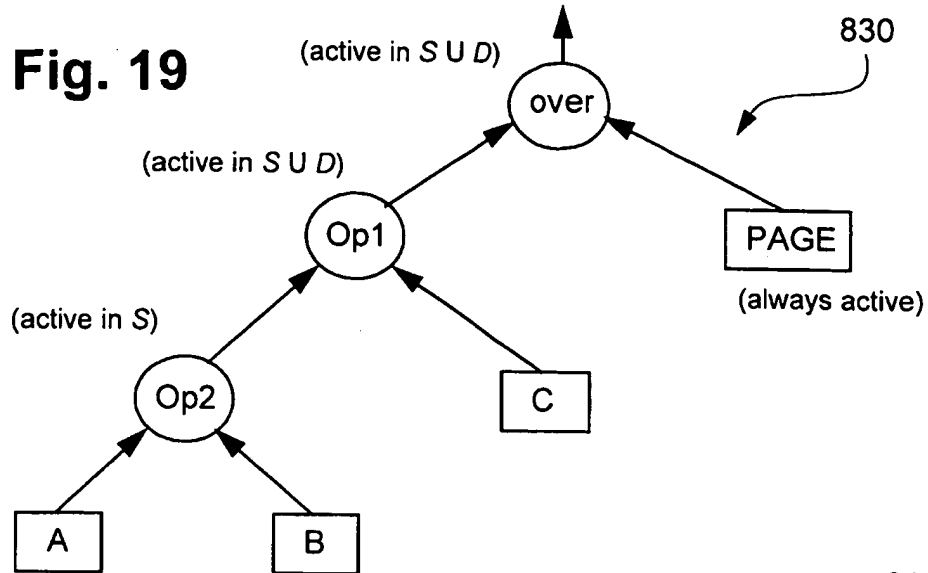 Fig. 19
(active in S U D)
830
over
(active in S U D)
Op1
PAGE
(always active)
(active in S)
Op2
C
A
B